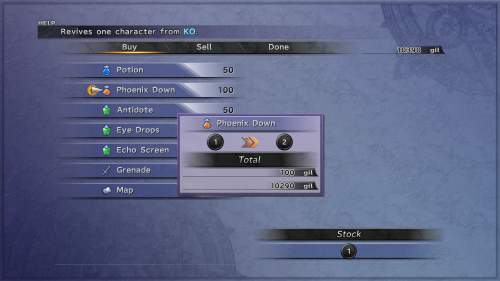 HELP
Revives one character from KO.
Buy Sell Done
gil
Potion 50
Phoenix Down 100
Antidote 50
Eye Drops
Echo Screen
Grenade
Map
Phoenix Down
1 2
Total
100 gil
10290 gil
Stock
1